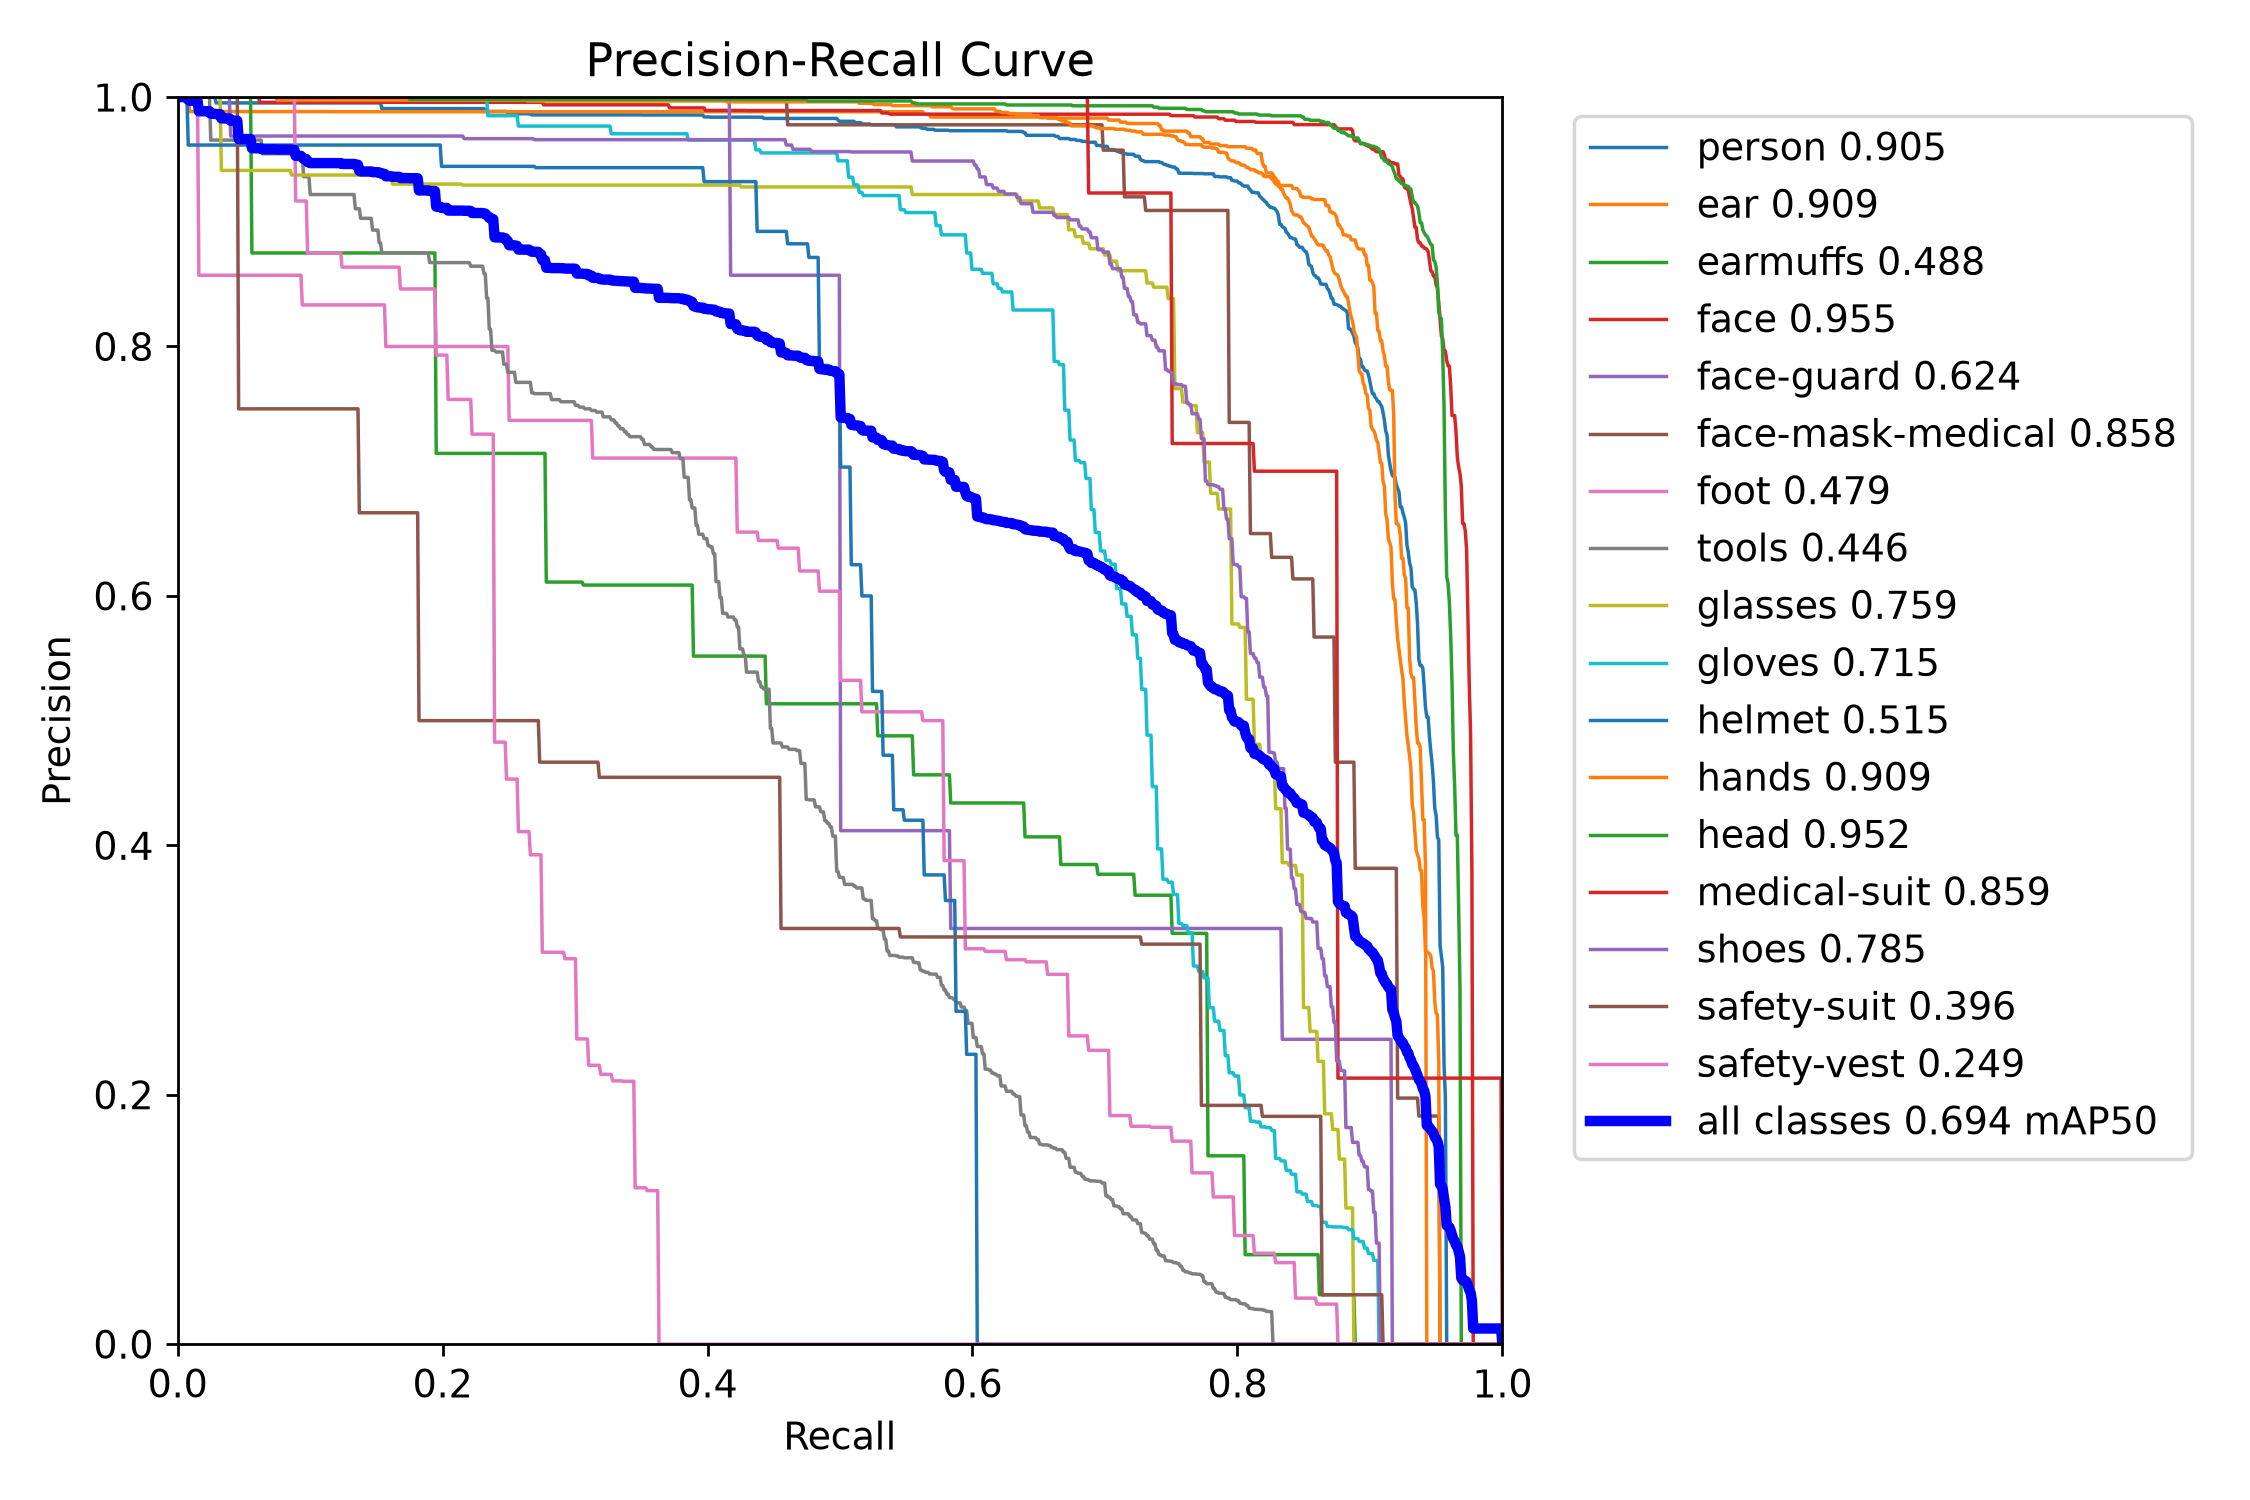 Precision-Recall Curve
1.0
0.8
0.6
0.4
0.2
0.0
Precision
0.0 0.2 0.4 0.6 0.8 1.0
Recall
person 0.905
ear 0.909
earmuffs 0.488
face 0.955
face-guard 0.624
face-mask-medical 0.858
foot 0.479
tools 0.446
glasses 0.759
gloves 0.715
helmet 0.515
hands 0.909
head 0.952
medical-suit 0.859
shoes 0.785
safety-suit 0.396
safety-vest 0.249
all classes 0.694 mAP50